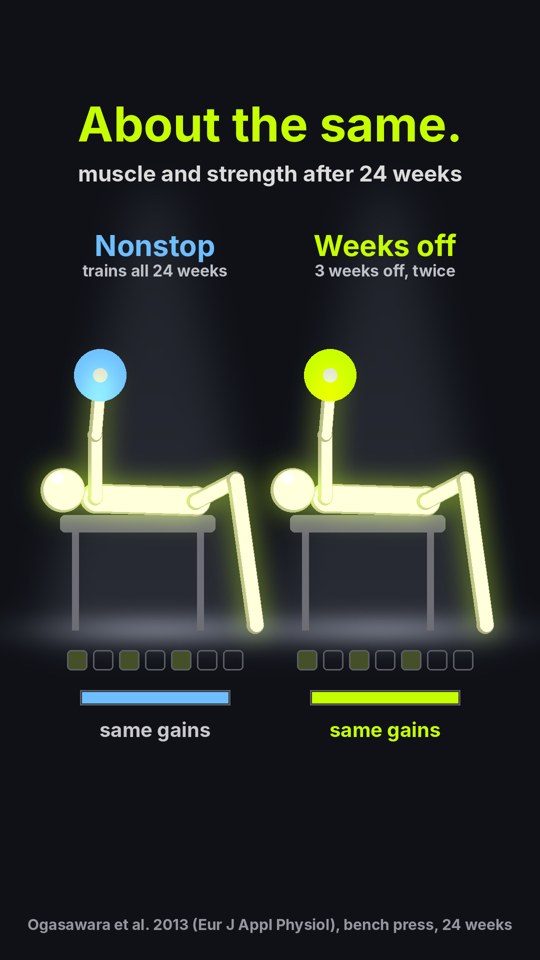 About the same.
muscle and strength after 24 weeks
Nonstop
trains all 24 weeks
Weeks off
3 weeks off, twice
same gains
same gains
Ogasawara et al. 2013 (Eur J Appl Physiol), bench press, 24 weeks